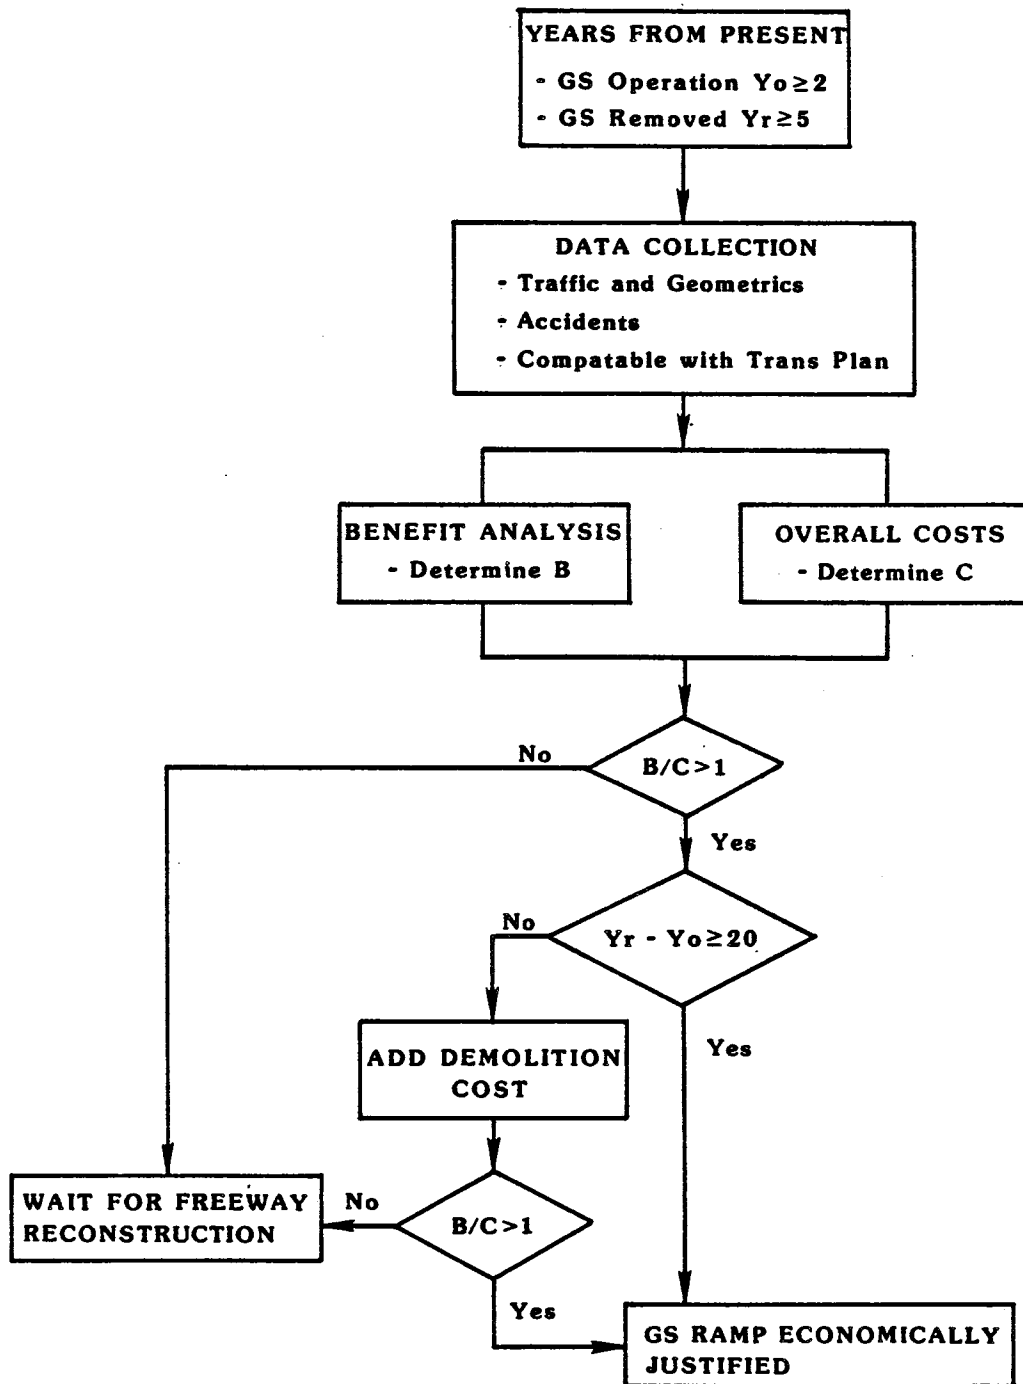 YEARS FROM PRESENT
- GS Operation Yo≥2
- GS Removed Yr≥5
DATA COLLECTION
- Traffic and Geometrics
- Accidents
- Compatable with Trans Plan
BENEFIT ANALYSIS
- Determine B
OVERALL COSTS
- Determine C
B/C>1
No
Yes
Yr - Yo≥20
No
Yes
ADD DEMOLITION
COST
B/C>1
No
Yes
WAIT FOR FREEWAY
RECONSTRUCTION
GS RAMP ECONOMICALLY
JUSTIFIED